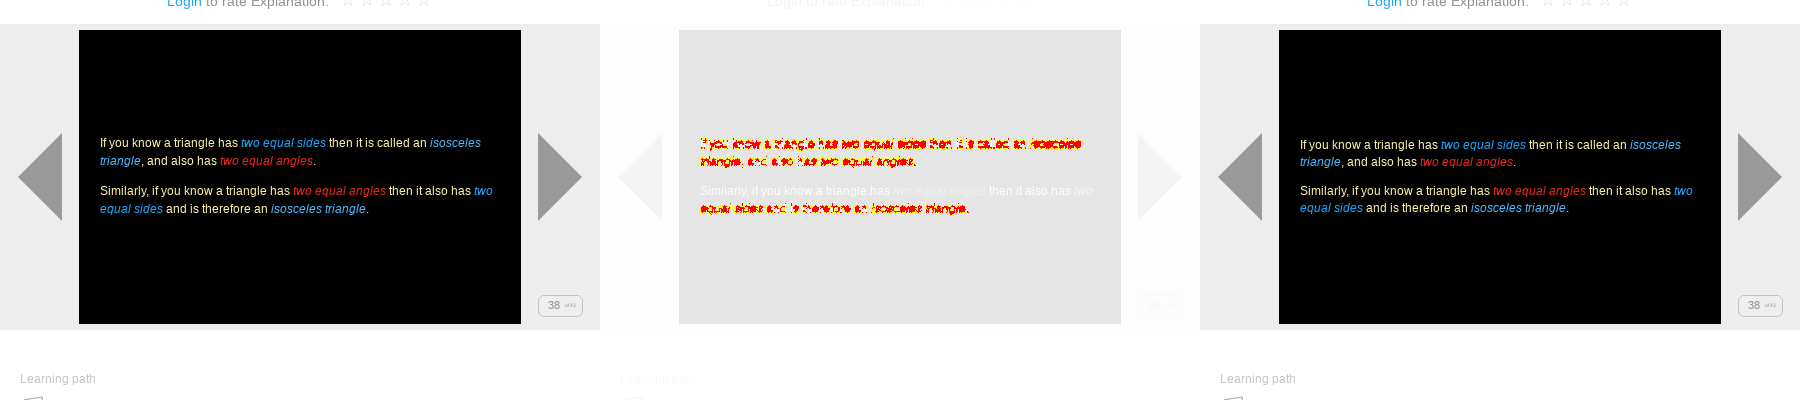 Login to rate Explanation: ☆ ☆ ☆ ☆ ☆
If you know a triangle has two equal sides then it is called an isosceles
triangle, and also has two equal angles.
Similarly, if you know a triangle has two equal angles then it also has two
equal sides and is therefore an isosceles triangle.
38
Learning path
Login to rate Explanation: ☆ ☆ ☆ ☆ ☆
If you know a triangle has two equal sides then it is called an isosceles
triangle, and also has two equal angles.
Similarly, if you know a triangle has two equal angles then it also has two
equal sides and is therefore an isosceles triangle.
38
Learning path
Login to rate Explanation: ☆ ☆ ☆ ☆ ☆
If you know a triangle has two equal sides then it is called an isosceles
triangle, and also has two equal angles.
Similarly, if you know a triangle has two equal angles then it also has two
equal sides and is therefore an isosceles triangle.
38
Learning path